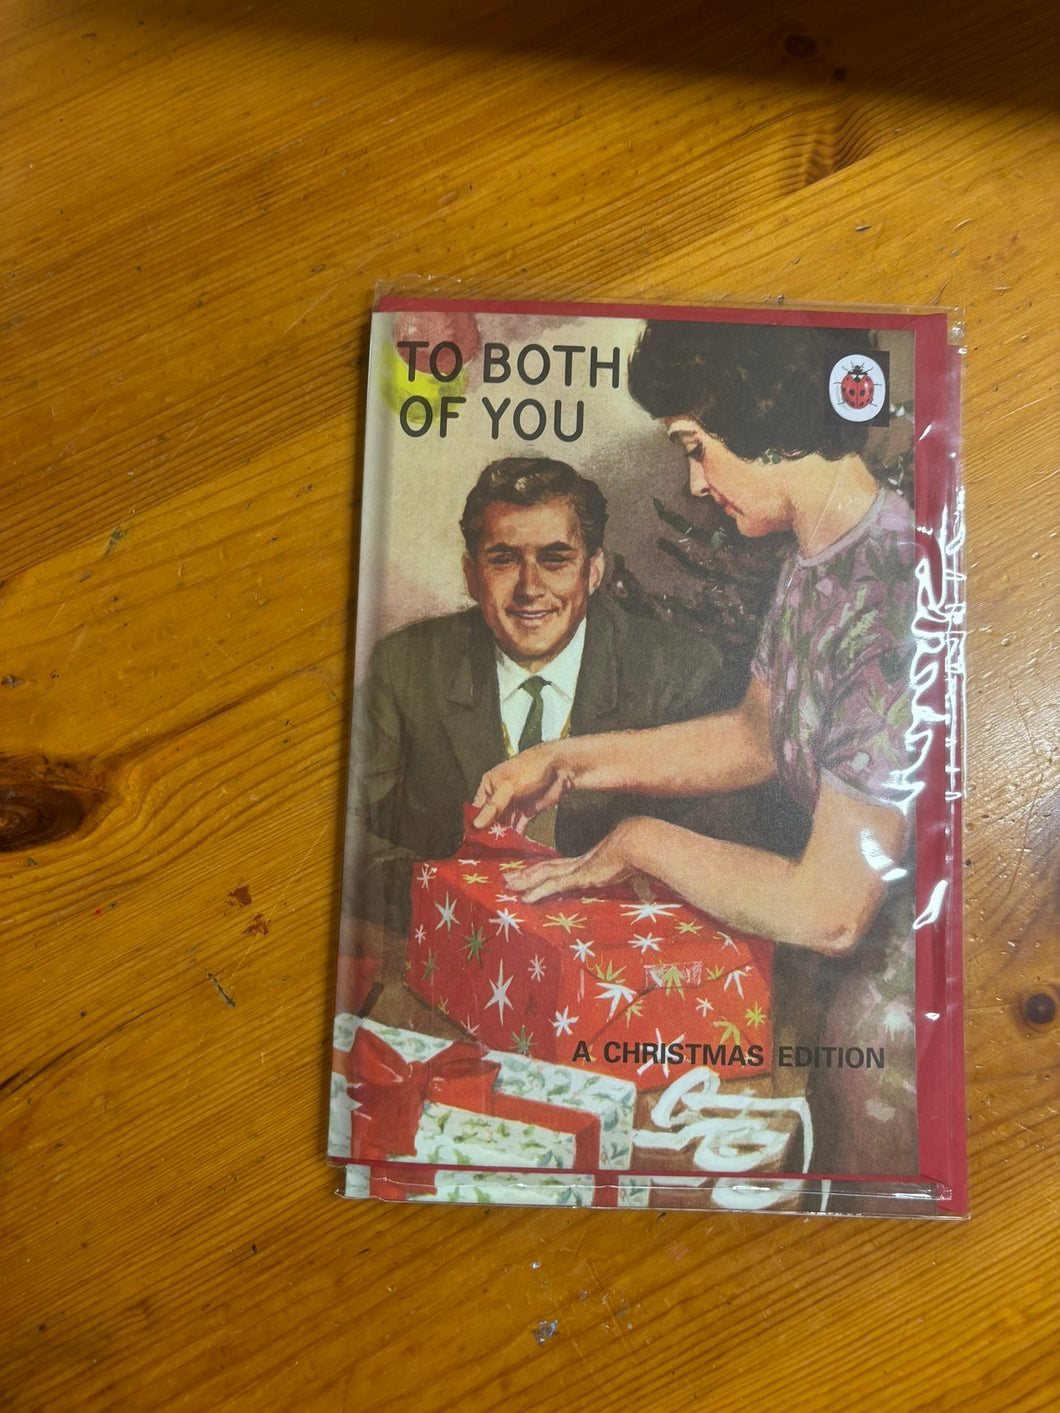 TO BOTH
OF YOU
A CHRISTMAS EDITION